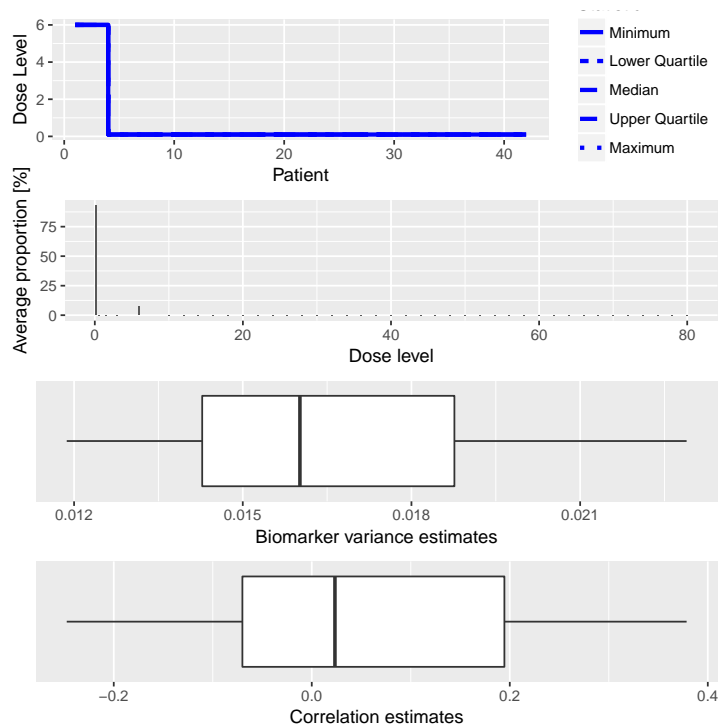 Minimum
Lower Quartile
Median
Upper Quartile
Maximum
Dose Level
6
4
2
0
0 10 20 30 40
Patient
Average proportion [%]
75
50
25
0
0 20 40 60 80
Dose level
0.012 0.015 0.018 0.021
Biomarker variance estimates
−0.2 0.0 0.2 0.4
Correlation estimates